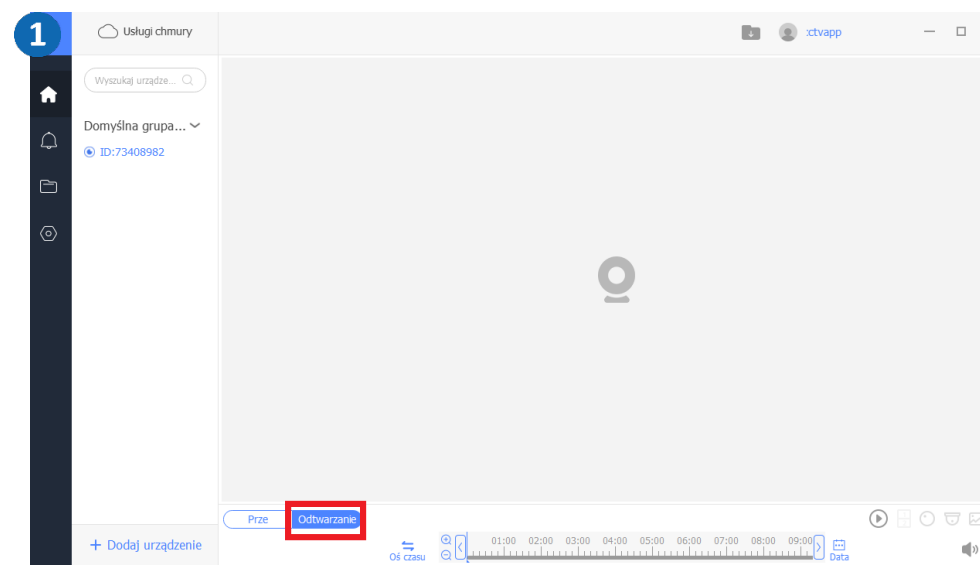 1
Usługi chmury
:ctvapp
Wyszukaj urządze...
Domyślna grupa...
ID:73408982
Prze
Odtwarzanie
+ Dodaj urządzenie
Oś czasu
01:00 02:00 03:00 04:00 05:00 06:00 07:00 08:00 09:00
Data